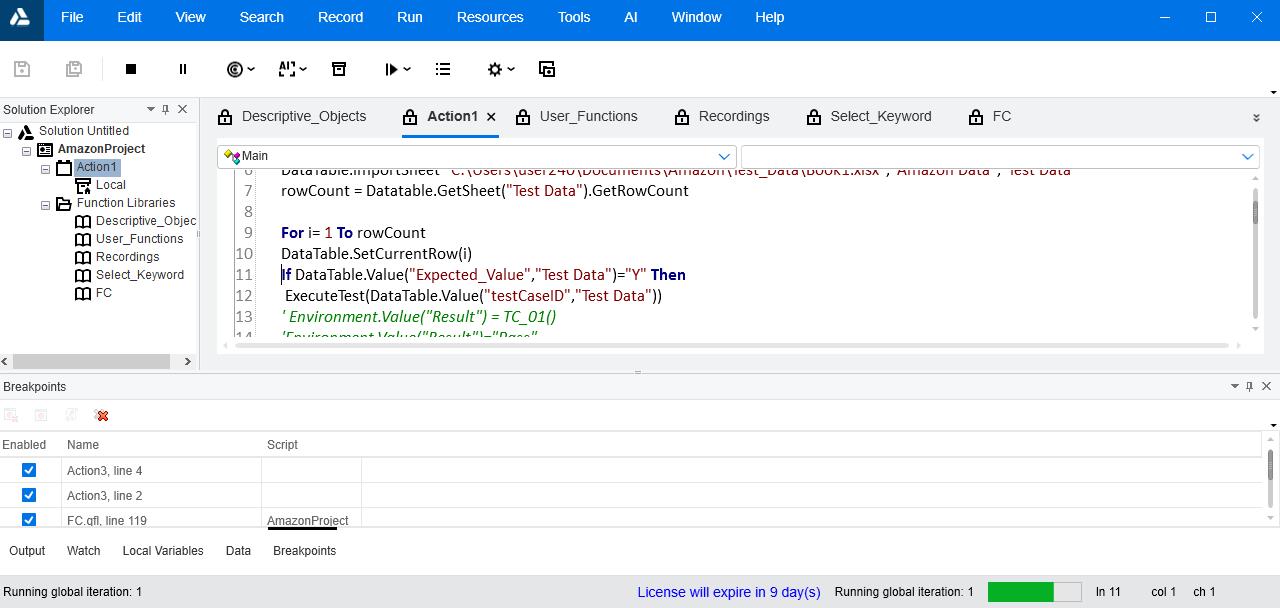 File Edit View Search Record Run Resources Tools AI Window Help
Solution Explorer
Solution Untitled
AmazonProject
Action1
Local
Function Libraries
Descriptive_Objec
User_Functions
Recordings
Select_Keyword
FC
Descriptive_Objects Action1 User_Functions Recordings Select_Keyword FC
Main
6 DataTable.ImportSheet "C:\Users\user240\Documents\Amazon\Test_Data\Book1.xlsx","Amazon Data","Test Data"
7 rowCount = Datatable.GetSheet("Test Data").GetRowCount
8
9 For i= 1 To rowCount
10 DataTable.SetCurrentRow(i)
11 If DataTable.Value("Expected_Value","Test Data")="Y" Then
12 ExecuteTest(DataTable.Value("testCaseID","Test Data"))
13 ' Environment.Value("Result") = TC_01()
14 'Environment.Value("Result")="Pass"
Breakpoints
Enabled Name Script
Action3, line 4
Action3, line 2
FC.qfl, line 119 AmazonProject
Output Watch Local Variables Data Breakpoints
Running global iteration: 1 License will expire in 9 day(s) Running global iteration: 1 ln 11 col 1 ch 1